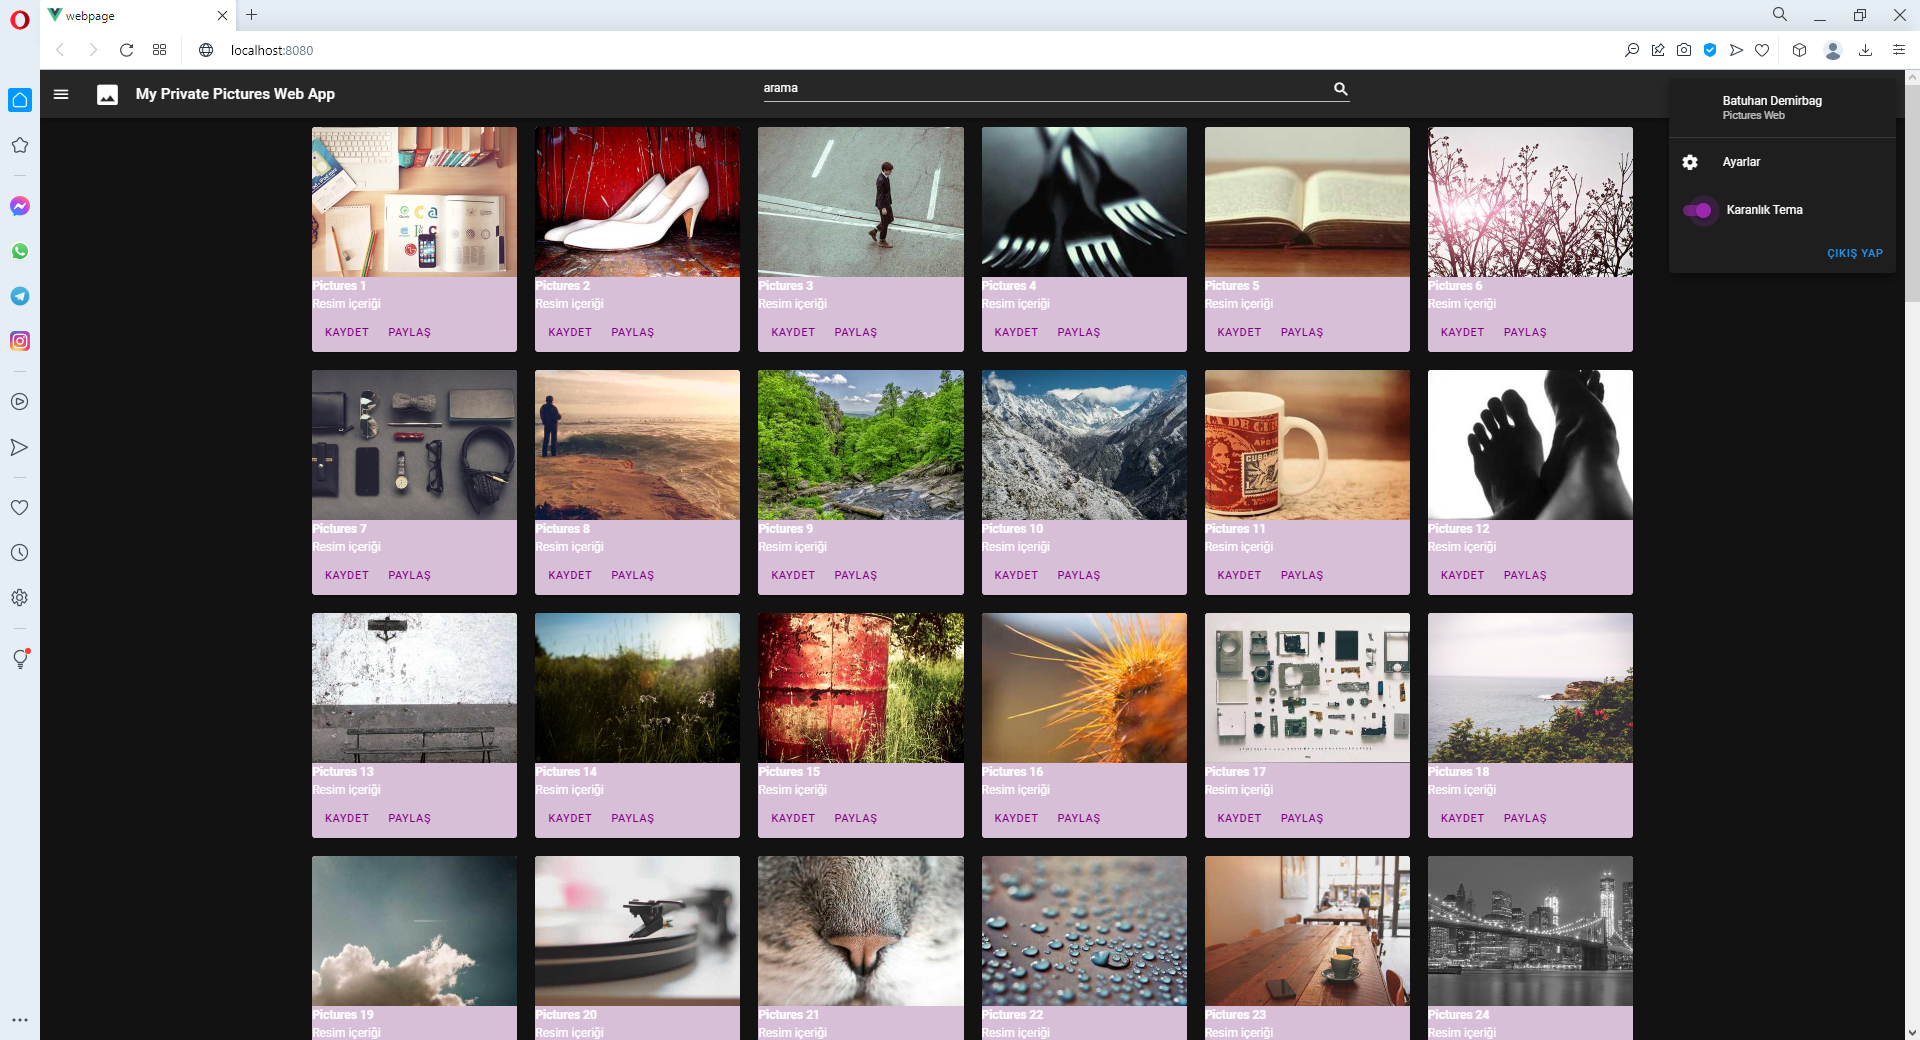 webpage
localhost:8080
My Private Pictures Web App
arama
Batuhan Demirbag
Pictures Web
Ayarlar
Karanlık Tema
ÇIKIŞ YAP
Pictures 1
Resim içeriği
KAYDET PAYLAŞ
Pictures 2
Resim içeriği
KAYDET PAYLAŞ
Pictures 3
Resim içeriği
KAYDET PAYLAŞ
Pictures 4
Resim içeriği
KAYDET PAYLAŞ
Pictures 5
Resim içeriği
KAYDET PAYLAŞ
Pictures 6
Resim içeriği
KAYDET PAYLAŞ
Pictures 7
Resim içeriği
KAYDET PAYLAŞ
Pictures 8
Resim içeriği
KAYDET PAYLAŞ
Pictures 9
Resim içeriği
KAYDET PAYLAŞ
Pictures 10
Resim içeriği
KAYDET PAYLAŞ
Pictures 11
Resim içeriği
KAYDET PAYLAŞ
Pictures 12
Resim içeriği
KAYDET PAYLAŞ
Pictures 13
Resim içeriği
KAYDET PAYLAŞ
Pictures 14
Resim içeriği
KAYDET PAYLAŞ
Pictures 15
Resim içeriği
KAYDET PAYLAŞ
Pictures 16
Resim içeriği
KAYDET PAYLAŞ
Pictures 17
Resim içeriği
KAYDET PAYLAŞ
Pictures 18
Resim içeriği
KAYDET PAYLAŞ
Pictures 19
Resim içeriği
Pictures 20
Resim içeriği
Pictures 21
Resim içeriği
Pictures 22
Resim içeriği
Pictures 23
Resim içeriği
Pictures 24
Resim içeriği